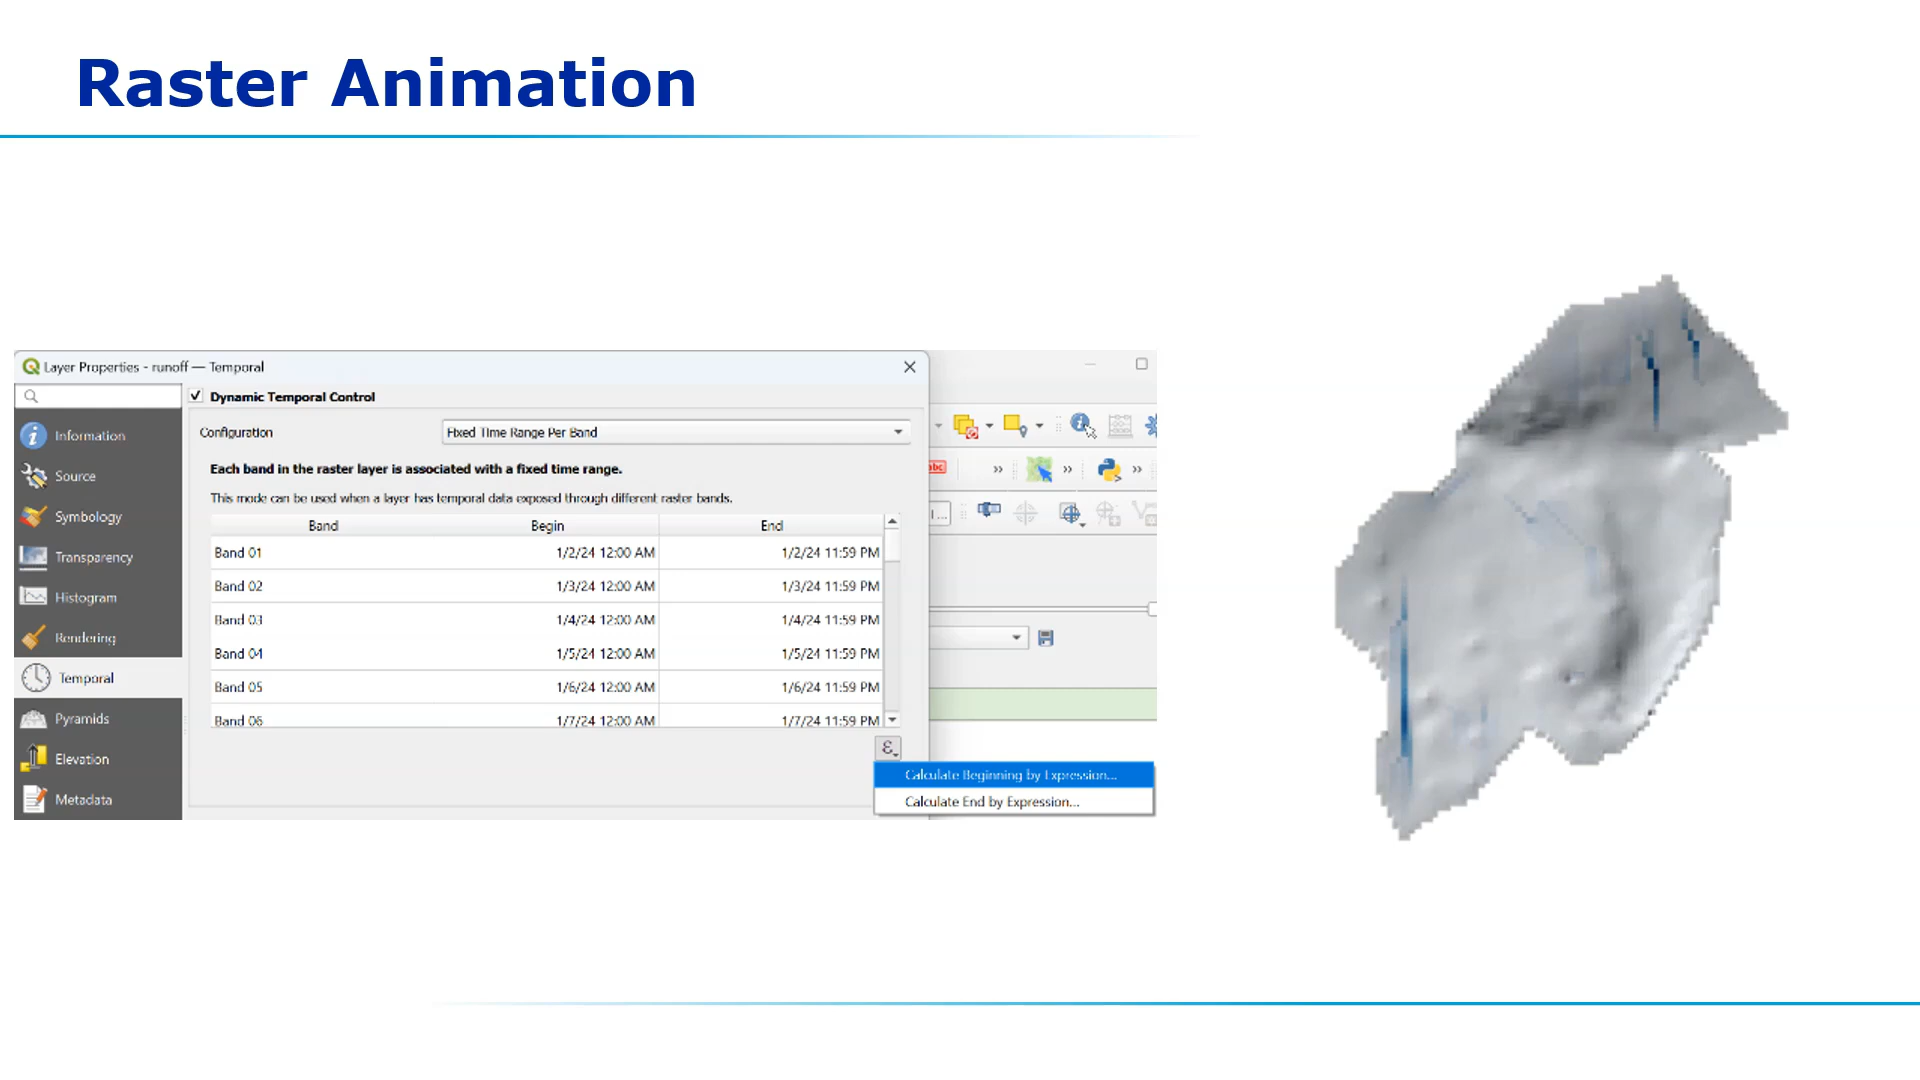 Raster Animation
Layer Properties - runoff — Temporal
Dynamic Temporal Control
Information
Configuration
Fixed Time Range Per Band
Each band in the raster layer is associated with a fixed time range.
Source
This mode can be used when a layer has temporal data exposed through different raster bands.
Symbology
Band Begin End
Transparency
Band 01 1/2/24 12:00 AM 1/2/24 11:59 PM
Band 02 1/3/24 12:00 AM 1/3/24 11:59 PM
Histogram
Band 03 1/4/24 12:00 AM 1/4/24 11:59 PM
Rendering
Band 04 1/5/24 12:00 AM 1/5/24 11:59 PM
Temporal
Band 05 1/6/24 12:00 AM 1/6/24 11:59 PM
Pyramids
Band 06 1/7/24 12:00 AM 1/7/24 11:59 PM
Elevation
Calculate Beginning by Expression...
Metadata
Calculate End by Expression...
abc